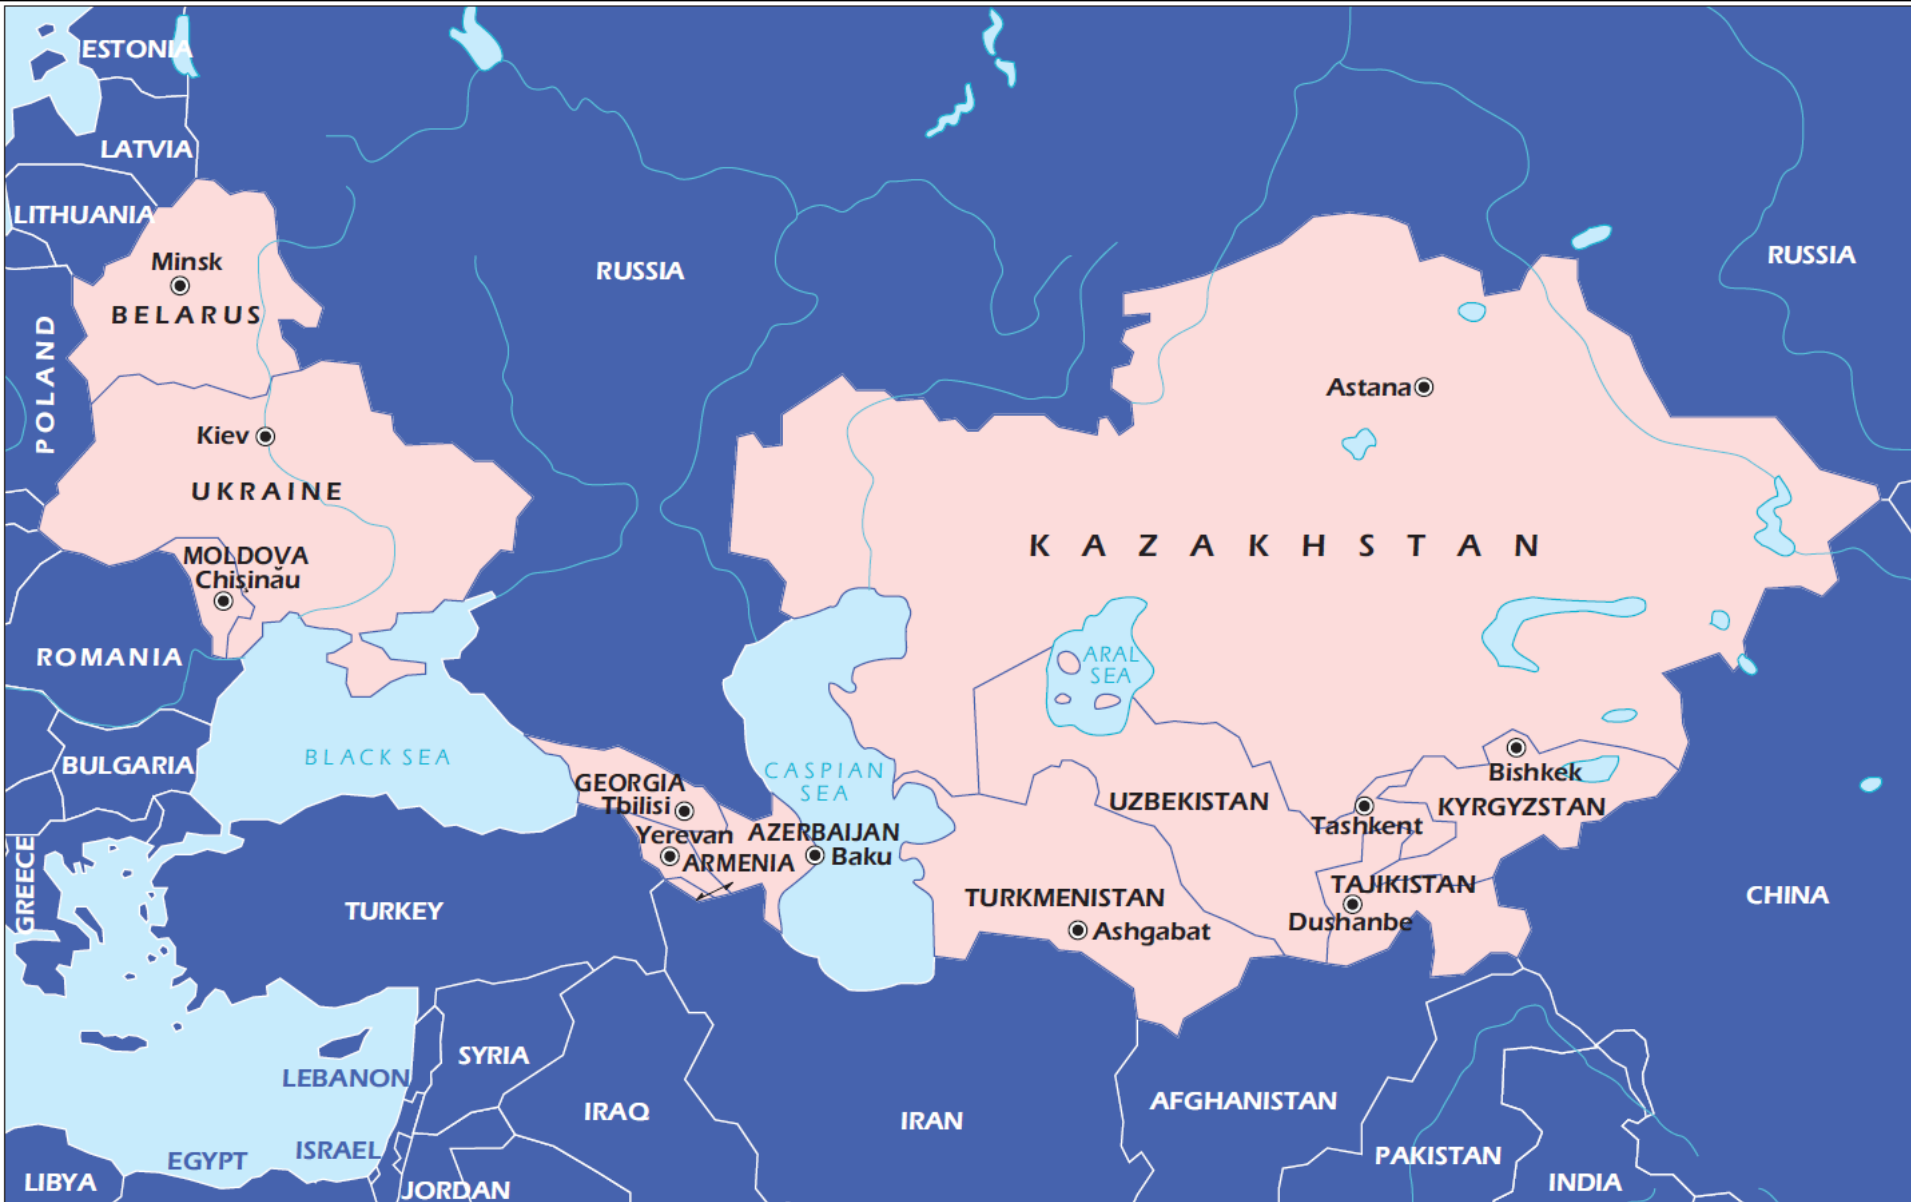 ESTONIA
LATVIA
LITHUANIA
Minsk
BELARUS
POLAND
RUSSIA
RUSSIA
Astana
Kiev
UKRAINE
KAZAKHSTAN
MOLDOVA
Chişinău
ROMANIA
ARAL
SEA
BLACK SEA
BULGARIA
CASPIAN
SEA
GEORGIA
Tbilisi
Yerevan
AZERBAIJAN
ARMENIA
Baku
UZBEKISTAN
Bishkek
KYRGYZSTAN
Tashkent
TAJIKISTAN
Dushanbe
TURKMENISTAN
Ashgabat
CHINA
GREECE
TURKEY
SYRIA
LEBANON
IRAQ
IRAN
AFGHANISTAN
ISRAEL
EGYPT
LIBYA
JORDAN
PAKISTAN
INDIA